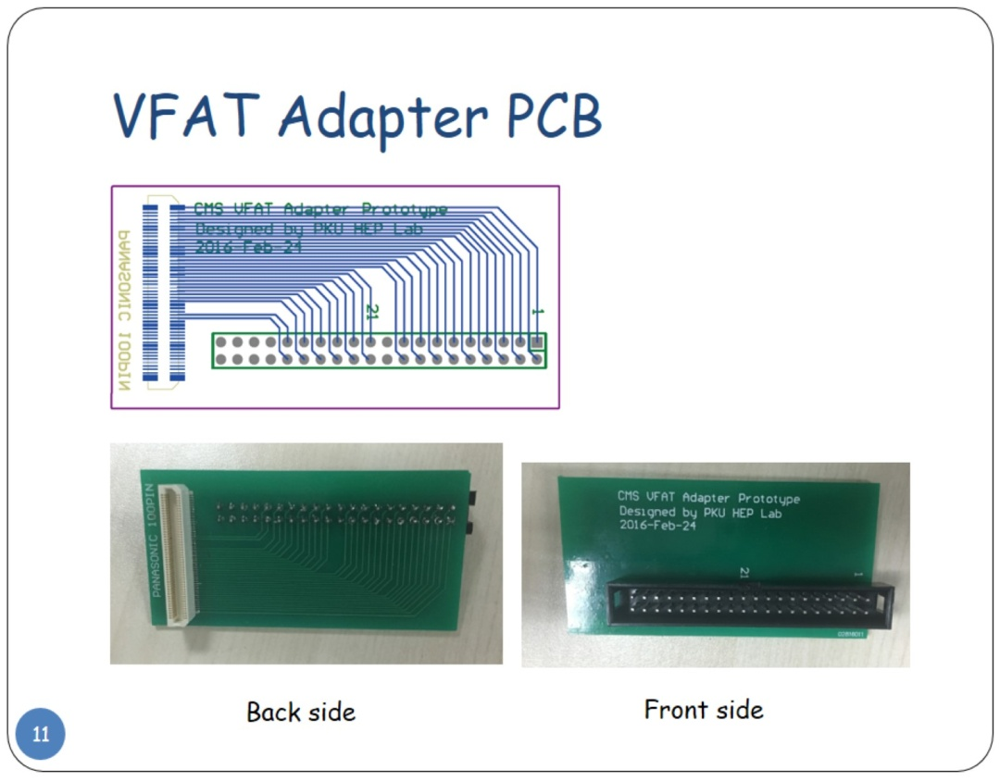 VFAT Adapter PCB
CMS VFAT Adapter Prototype
Designed by PKU HEP Lab
2016-Feb-24
PANASONIC 100PIN
21
1
PANASONIC 100PIN
CMS VFAT Adapter Prototype
Designed by PKU HEP Lab
2016-Feb-24
21
1
Back side
Front side
11